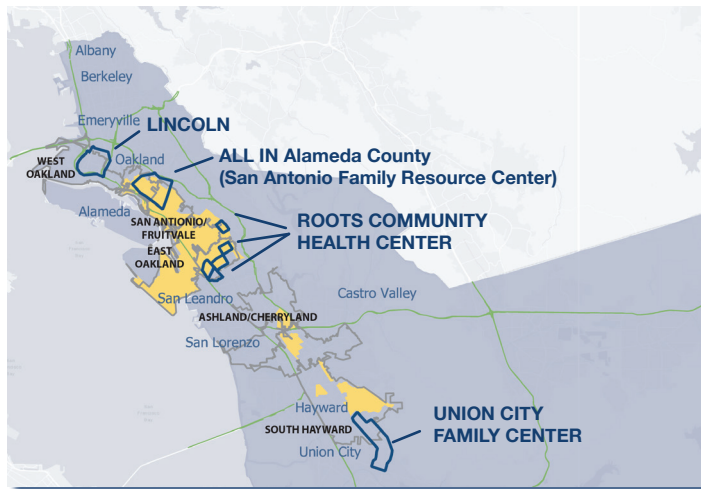 Albany
Berkeley
Emeryville
LINCOLN
WEST
OAKLAND
Oakland
ALL IN Alameda County
(San Antonio Family Resource Center)
Alameda
SAN ANTONIO/
FRUITVALE
ROOTS COMMUNITY
HEALTH CENTER
EAST
OAKLAND
San Leandro
Castro Valley
ASHLAND/CHERRYLAND
San Lorenzo
Hayward
SOUTH HAYWARD
UNION CITY
FAMILY CENTER
Union City